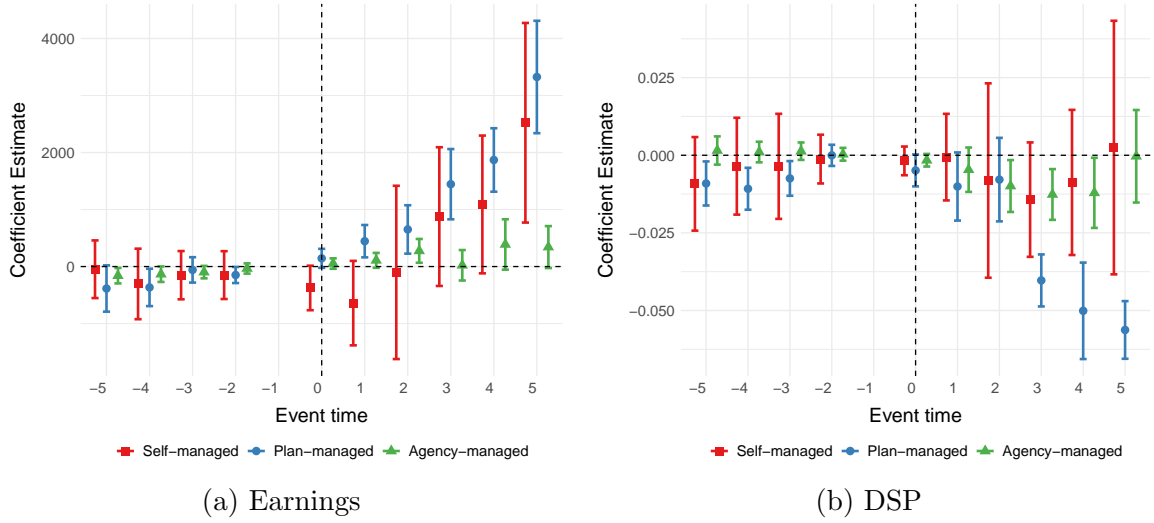 4000
2000
0
Coefficient Estimate
−5 −4 −3 −2 −1 0 1 2 3 4 5
Event time
Self−managed Plan−managed Agency−managed
(a) Earnings
0.025
0.000
−0.025
−0.050
Coefficient Estimate
−5 −4 −3 −2 −1 0 1 2 3 4 5
Event time
Self−managed Plan−managed Agency−managed
(b) DSP